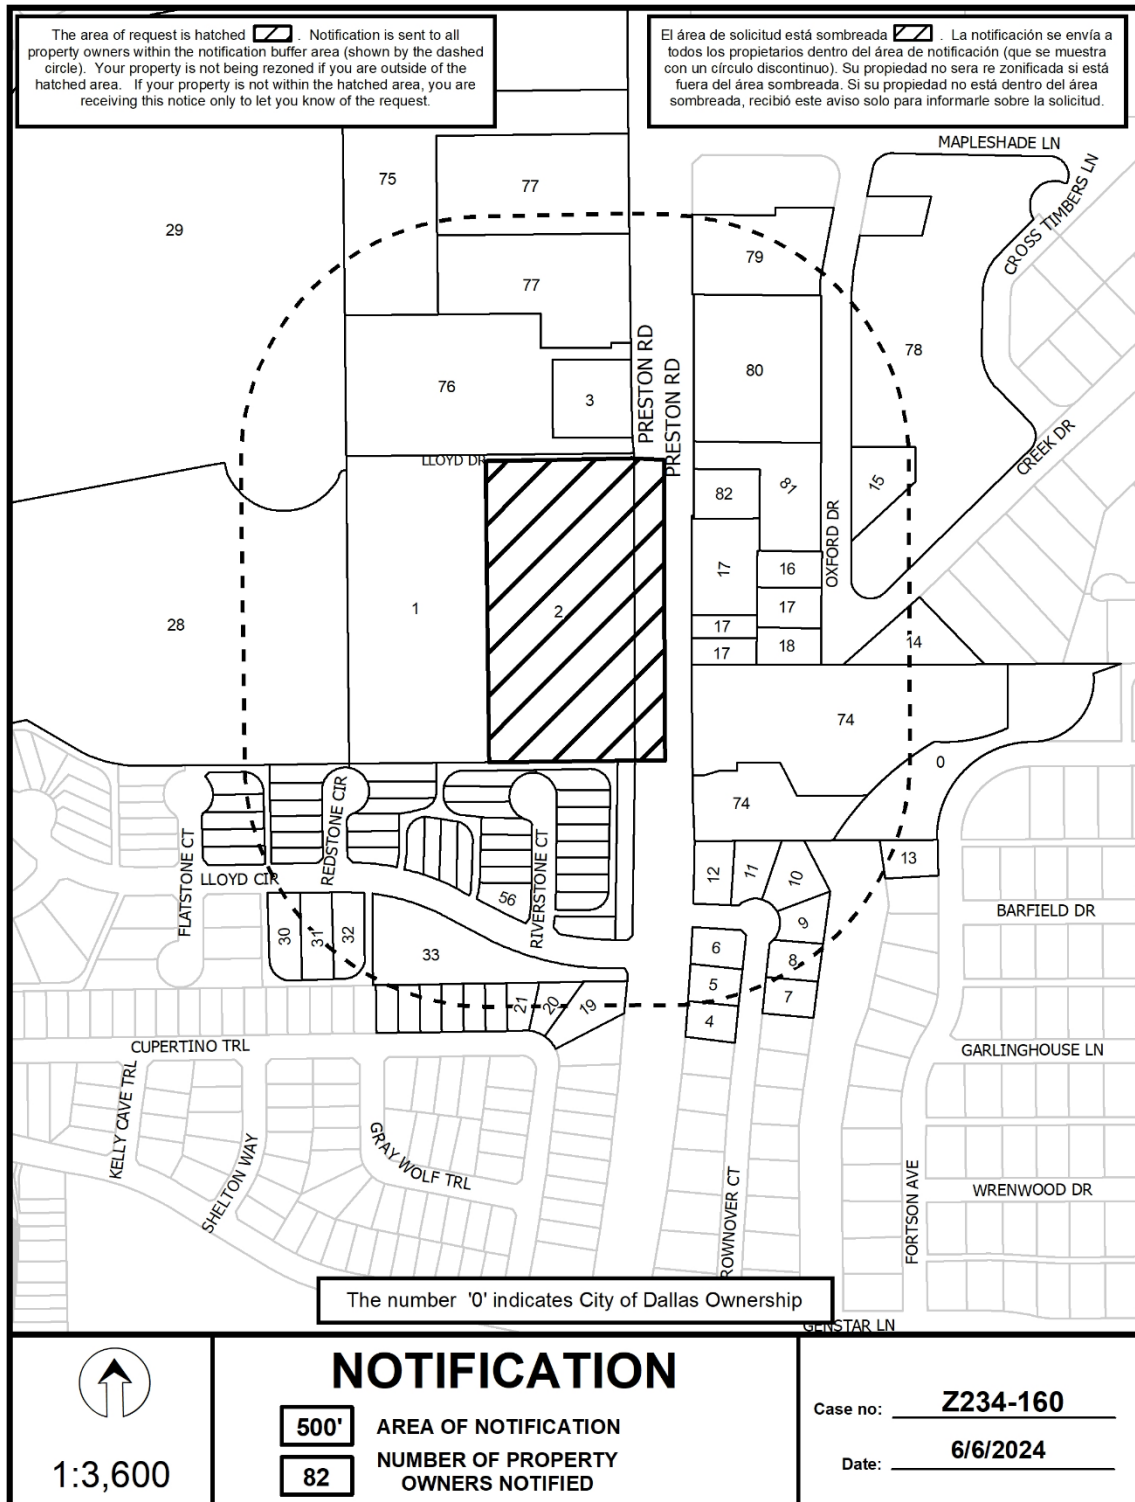 The area of request is hatched . Notification is sent to all
property owners within the notification buffer area (shown by the dashed
circle). Your property is not being rezoned if you are outside of the
hatched area. If your property is not within the hatched area, you are
receiving this notice only to let you know of the request.
El área de solicitud está sombreada . La notificación se envía a
todos los propietarios dentro del área de notificación (que se muestra
con un círculo discontinuo). Su propiedad no sera re zonificada si está
fuera del área sombreada. Si su propiedad no está dentro del área
sombreada, recibió este aviso solo para informarle sobre la solicitud.
MAPLESHADE LN
CROSS TIMBERS LN
75
77
29
79
77
PRESTON RD
PRESTON RD
78
80
76
3
CREEK DR
LLOYD DR
82
81
15
OXFORD DR
17
16
1
2
17
28
17
14
17
18
74
0
74
REDSTONE CIR
FLATSTONE CT
LLOYD CIR
RIVERSTONE CT
56
12
11
10
13
BARFIELD DR
30
31
32
33
9
6
8
5
7
4
21
20
19
CUPERTINO TRL
GARLINGHOUSE LN
KELLY CAVE TRL
SHELTON WAY
GRAY WOLF TRL
WRENWOOD DR
ROWNOVER CT
FORTSON AVE
The number '0' indicates City of Dallas Ownership
GENSTAR LN
1:3,600
NOTIFICATION
500' AREA OF NOTIFICATION
82 NUMBER OF PROPERTY
OWNERS NOTIFIED
Case no: Z234-160
Date: 6/6/2024